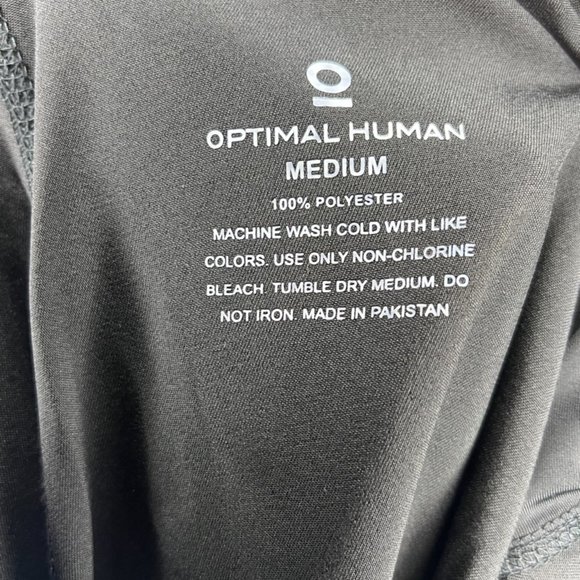 OPTIMAL HUMAN
MEDIUM
100% POLYESTER
MACHINE WASH COLD WITH LIKE
COLORS. USE ONLY NON-CHLORINE
BLEACH. TUMBLE DRY MEDIUM. DO
NOT IRON. MADE IN PAKISTAN